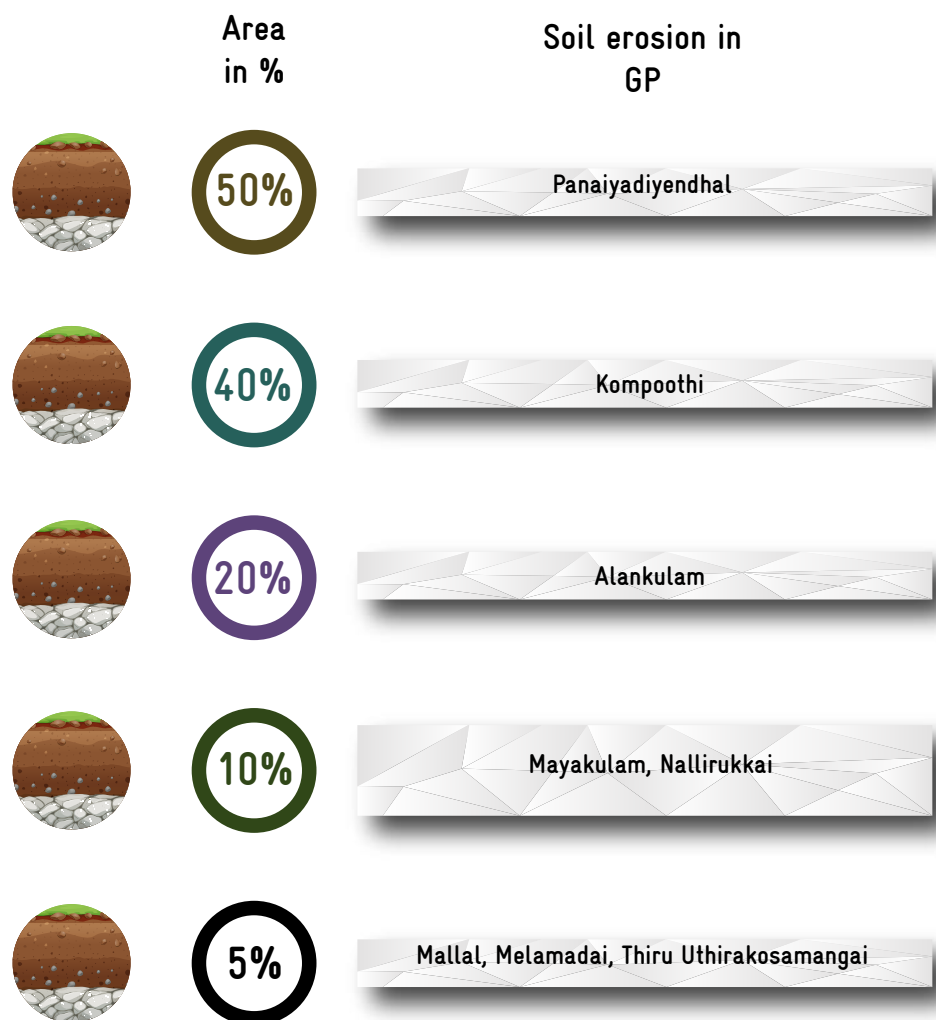 Area
in %
Soil erosion in
GP
50%
Panaiyadiyendhal
40%
Kompoothi
20%
Alankulam
10%
Mayakulam, Nallirukkai
5%
Mallal, Melamadai, Thiru Uthirakosamangai